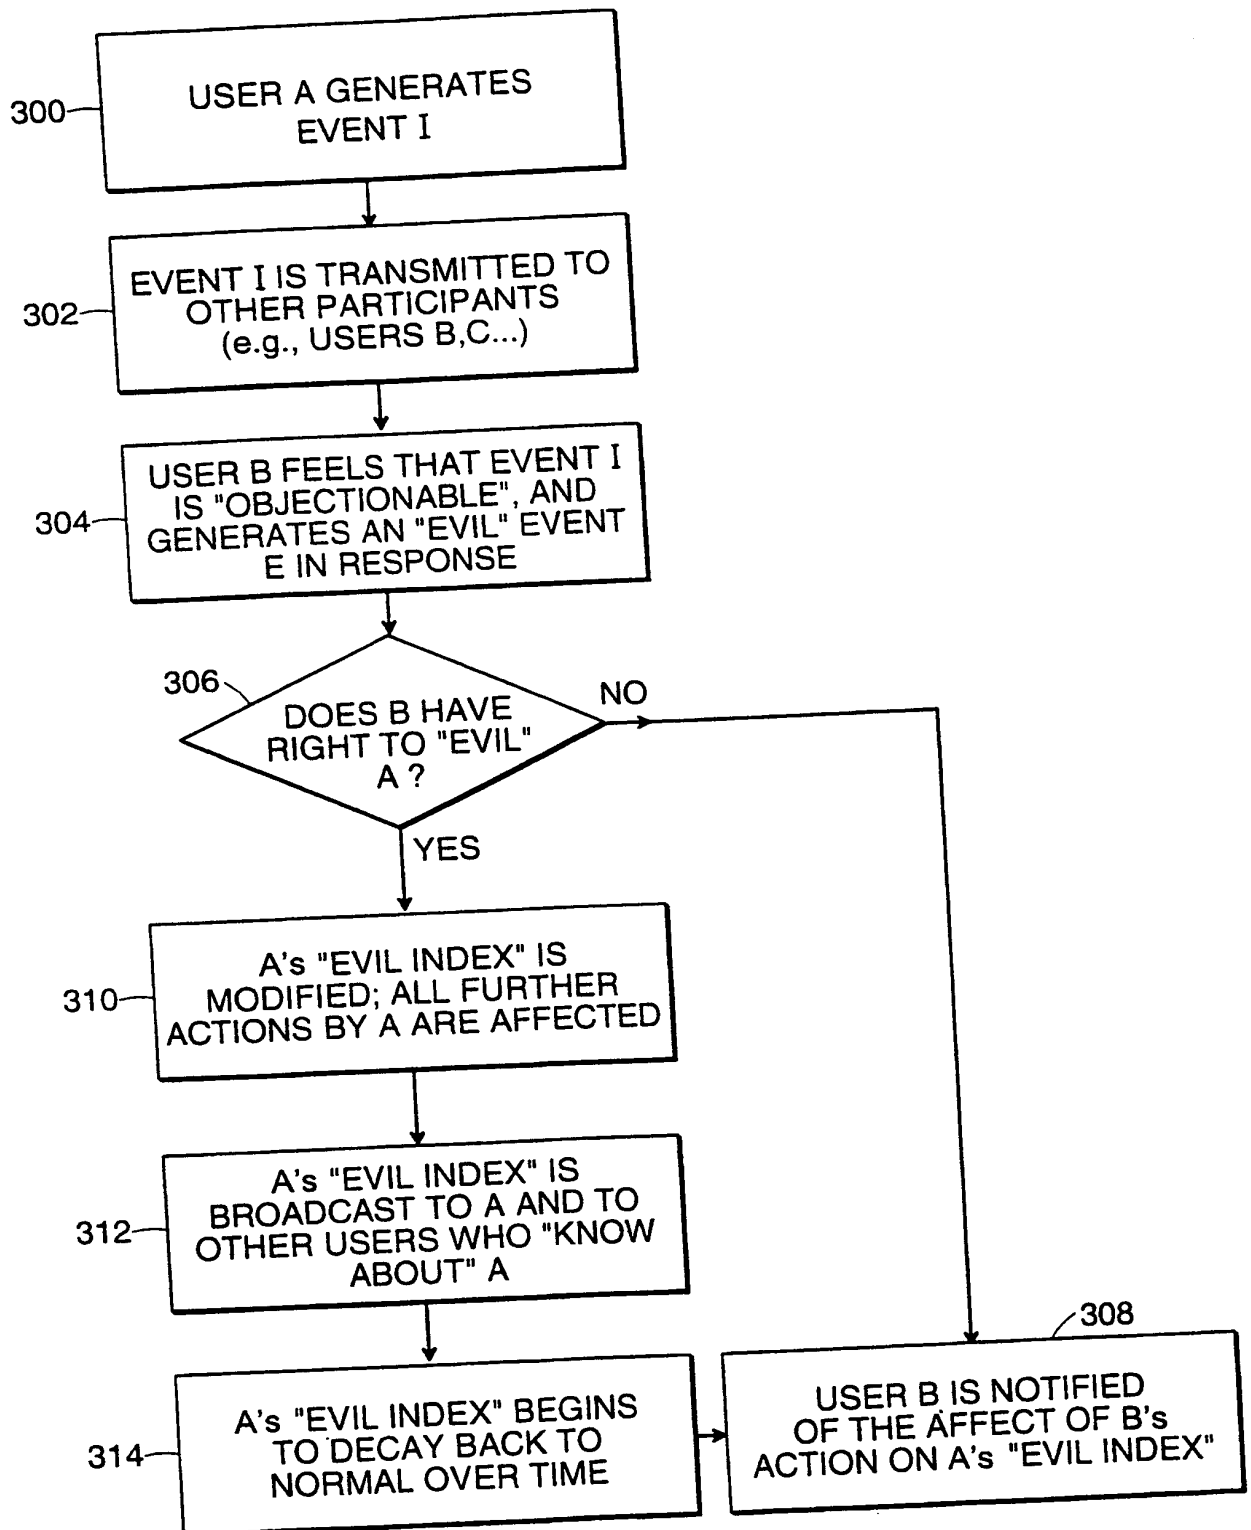 300
USER A GENERATES
EVENT I
302
EVENT I IS TRANSMITTED TO
OTHER PARTICIPANTS
(e.g., USERS B,C...)
304
USER B FEELS THAT EVENT I
IS "OBJECTIONABLE", AND
GENERATES AN "EVIL" EVENT
E IN RESPONSE
306
DOES B HAVE
RIGHT TO "EVIL"
A ?
NO
YES
310
A's "EVIL INDEX" IS
MODIFIED; ALL FURTHER
ACTIONS BY A ARE AFFECTED
312
A's "EVIL INDEX" IS
BROADCAST TO A AND TO
OTHER USERS WHO "KNOW
ABOUT" A
314
A's "EVIL INDEX" BEGINS
TO DECAY BACK TO
NORMAL OVER TIME
308
USER B IS NOTIFIED
OF THE AFFECT OF B's
ACTION ON A's "EVIL INDEX"